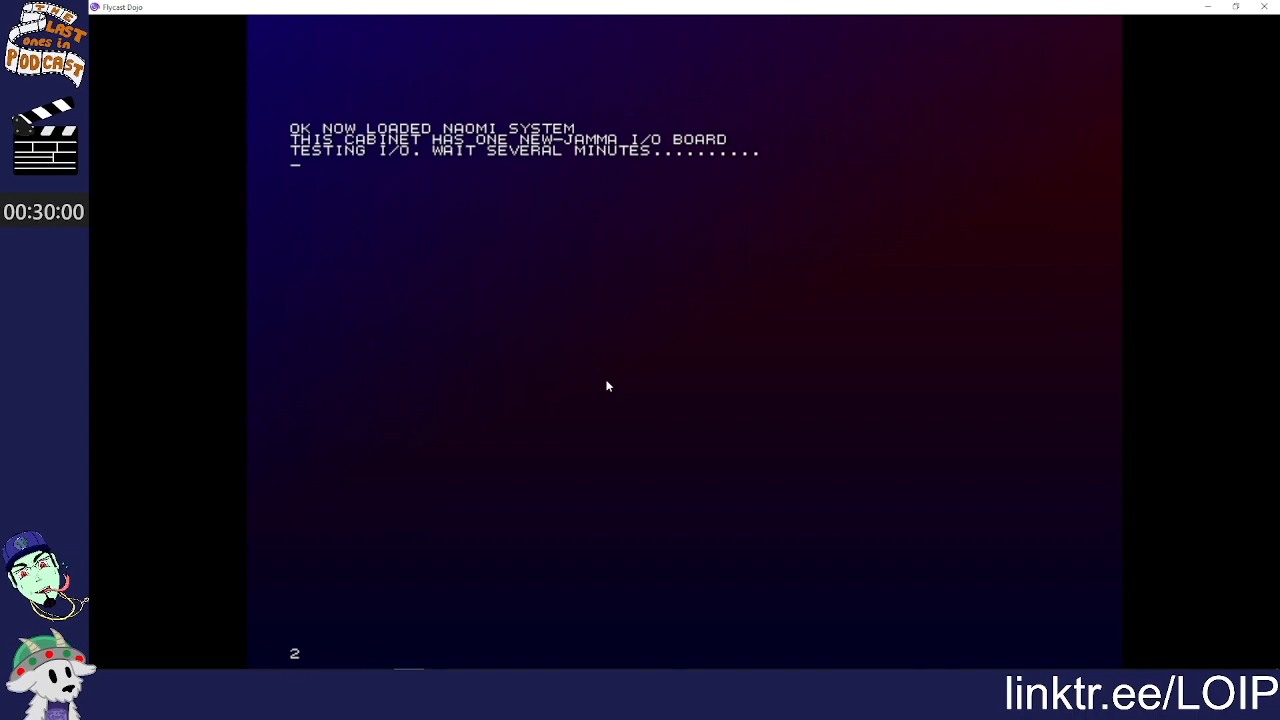 Flycast Dojo
THE
LAST
ones in
PODCAST
OK NOW LOADED NAOMI SYSTEM
THIS CABINET HAS ONE NEW-JAMMA I/O BOARD
TESTING I/O. WAIT SEVERAL MINUTES..........
00:30:00
2
linktr.ee/LOIP